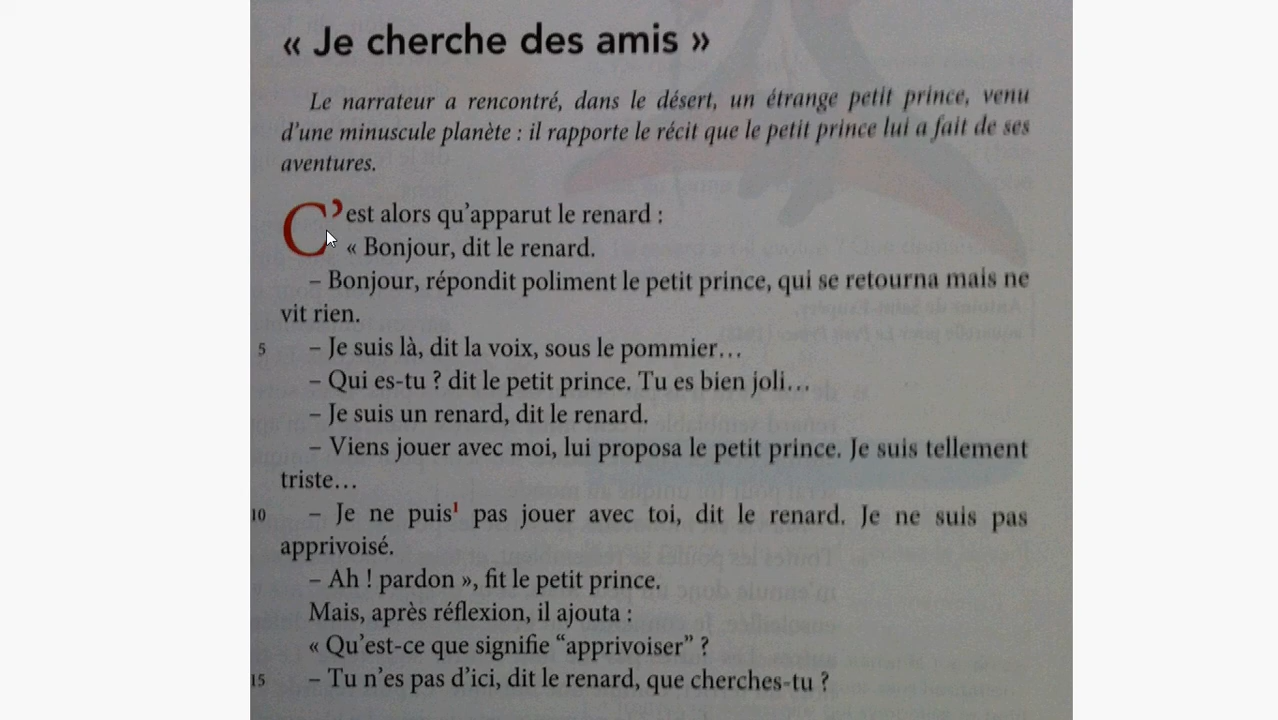 « Je cherche des amis »
Le narrateur a rencontré, dans le désert, un étrange petit prince, venu
d'une minuscule planète : il rapporte le récit que le petit prince lui a fait de ses
aventures.
C'est alors qu'apparut le renard :
« Bonjour, dit le renard.
– Bonjour, répondit poliment le petit prince, qui se retourna mais ne
vit rien.
5 – Je suis là, dit la voix, sous le pommier…
– Qui es-tu ? dit le petit prince. Tu es bien joli…
– Je suis un renard, dit le renard.
– Viens jouer avec moi, lui proposa le petit prince. Je suis tellement
triste…
10 – Je ne puis¹ pas jouer avec toi, dit le renard. Je ne suis pas
apprivoisé.
– Ah ! pardon », fit le petit prince.
Mais, après réflexion, il ajouta :
« Qu'est-ce que signifie “apprivoiser” ?
15 – Tu n'es pas d'ici, dit le renard, que cherches-tu ?